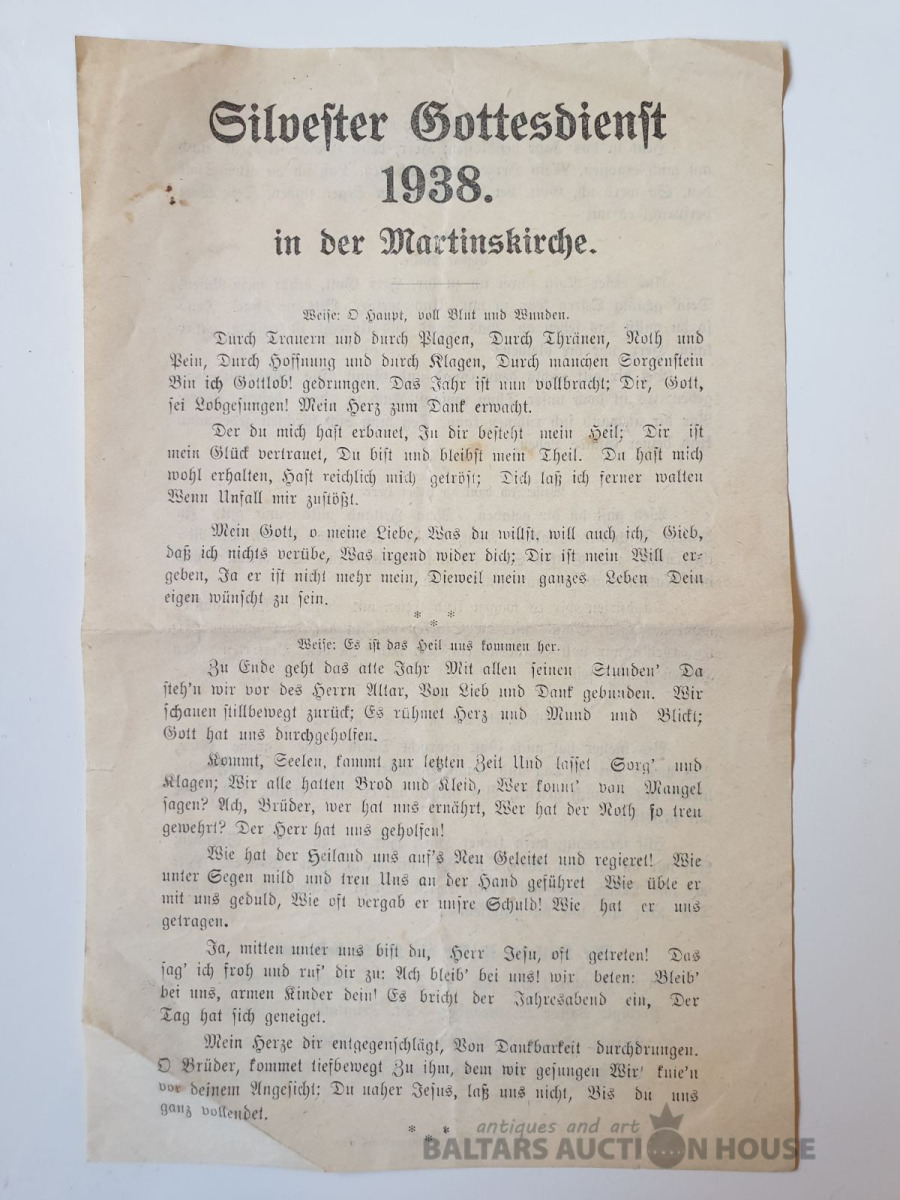 Silvester Gottesdienst
1938.
in der Martinskirche.
Weise: O Haupt, voll Blut und Wunden.
Durch Trauern und durch Plagen, Durch Thränen, Noth und
Pein, Durch Hoffnung und durch Klagen, Durch manchen Sorgenstein
Bin ich Gottlob! gedrungen. Das Jahr ist nun vollbracht; Dir, Gott,
sei Lobgesungen! Mein Herz zum Dank erwacht.
Der du mich hast erbauet, In dir besteht mein Heil; Dir ist
mein Glück vertrauet, Du bist und bleibst mein Theil. Du hast mich
wohl erhalten, Hast reichlich mich getröst; Dich laß ich ferner walten
Wenn Unfall mir zustößt.
Mein Gott, o meine Liebe, Was du willst, will auch ich, Gieb,
daß ich nichts verübe, Was irgend wider dich; Dir ist mein Will er-
geben, Ja er ist nicht mehr mein, Dieweil mein ganzes Leben Dein
eigen wünscht zu sein.
* * *
Weise: Es ist das Heil uns kommen her.
Zu Ende geht das alte Jahr Mit allen seinen Stunden' Da
steh'n wir vor des Herrn Altar, Von Lieb und Dank gebunden. Wir
schauen stillbewegt zurück; Es rühmet Herz und Mund und Blickt;
Gott hat uns durchgeholfen.
Kommt, Seelen, kammt zur letzten Zeit Und lasset Sorg' und
Klagen; Wir alle hatten Brod und Kleid, Wer konnt' van Mangel
sagen? Ach, Brüder, wer hat uns ernährt, Wer hat der Noth so treu
gewehrt? Der Herr hat uns geholfen!
Wie hat der Heiland uns auf's Neu Geleitet und regieret! Wie
unter Segen mild und treu Uns an der Hand geführet Wie übte er
mit uns geduld, Wie oft vergab er unsre Schuld! Wie hat er uns
getragen.
Ja, mitten unter uns bist du, Herr Jesu, oft getreten! Das
sag' ich froh und ruf' dir zu: Ach bleib' bei uns! wir beten: Bleib'
bei uns, armen Kinder dein! Es bricht der Jahresabend ein, Der
Tag hat sich geneiget.
Mein Herze dir entgegenschlägt, Von Dankbarkeit durchdrungen.
O Brüder, kommet tiefbewegt Zu ihm, dem wir gesungen Wir' knie'n
vor deinem Angesicht; Du naher Jesus, laß uns nicht, Bis du uns
ganz vollendet.
* * *
antiques and art
BALTARS AUCTION HOUSE